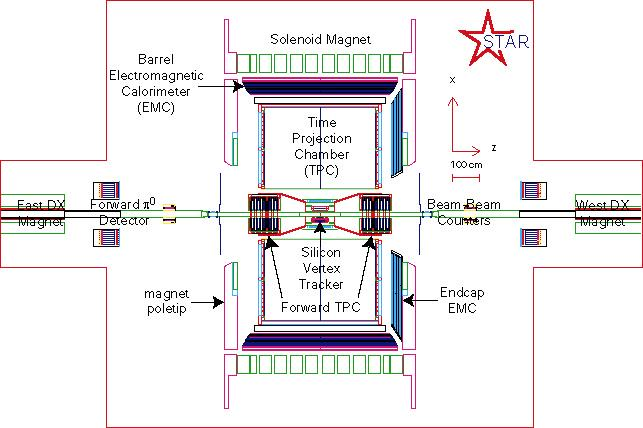 Solenoid Magnet
STAR
Barrel
Electromagnetic
Calorimeter
(EMC)
x
z
100 cm
Time
Projection
Chamber
(TPC)
East DX
Magnet
Forward π⁰
Detector
Beam-Beam
Counters
West DX
Magnet
Silicon
Vertex
Tracker
Forward TPC
magnet
poletip
Endcap
EMC